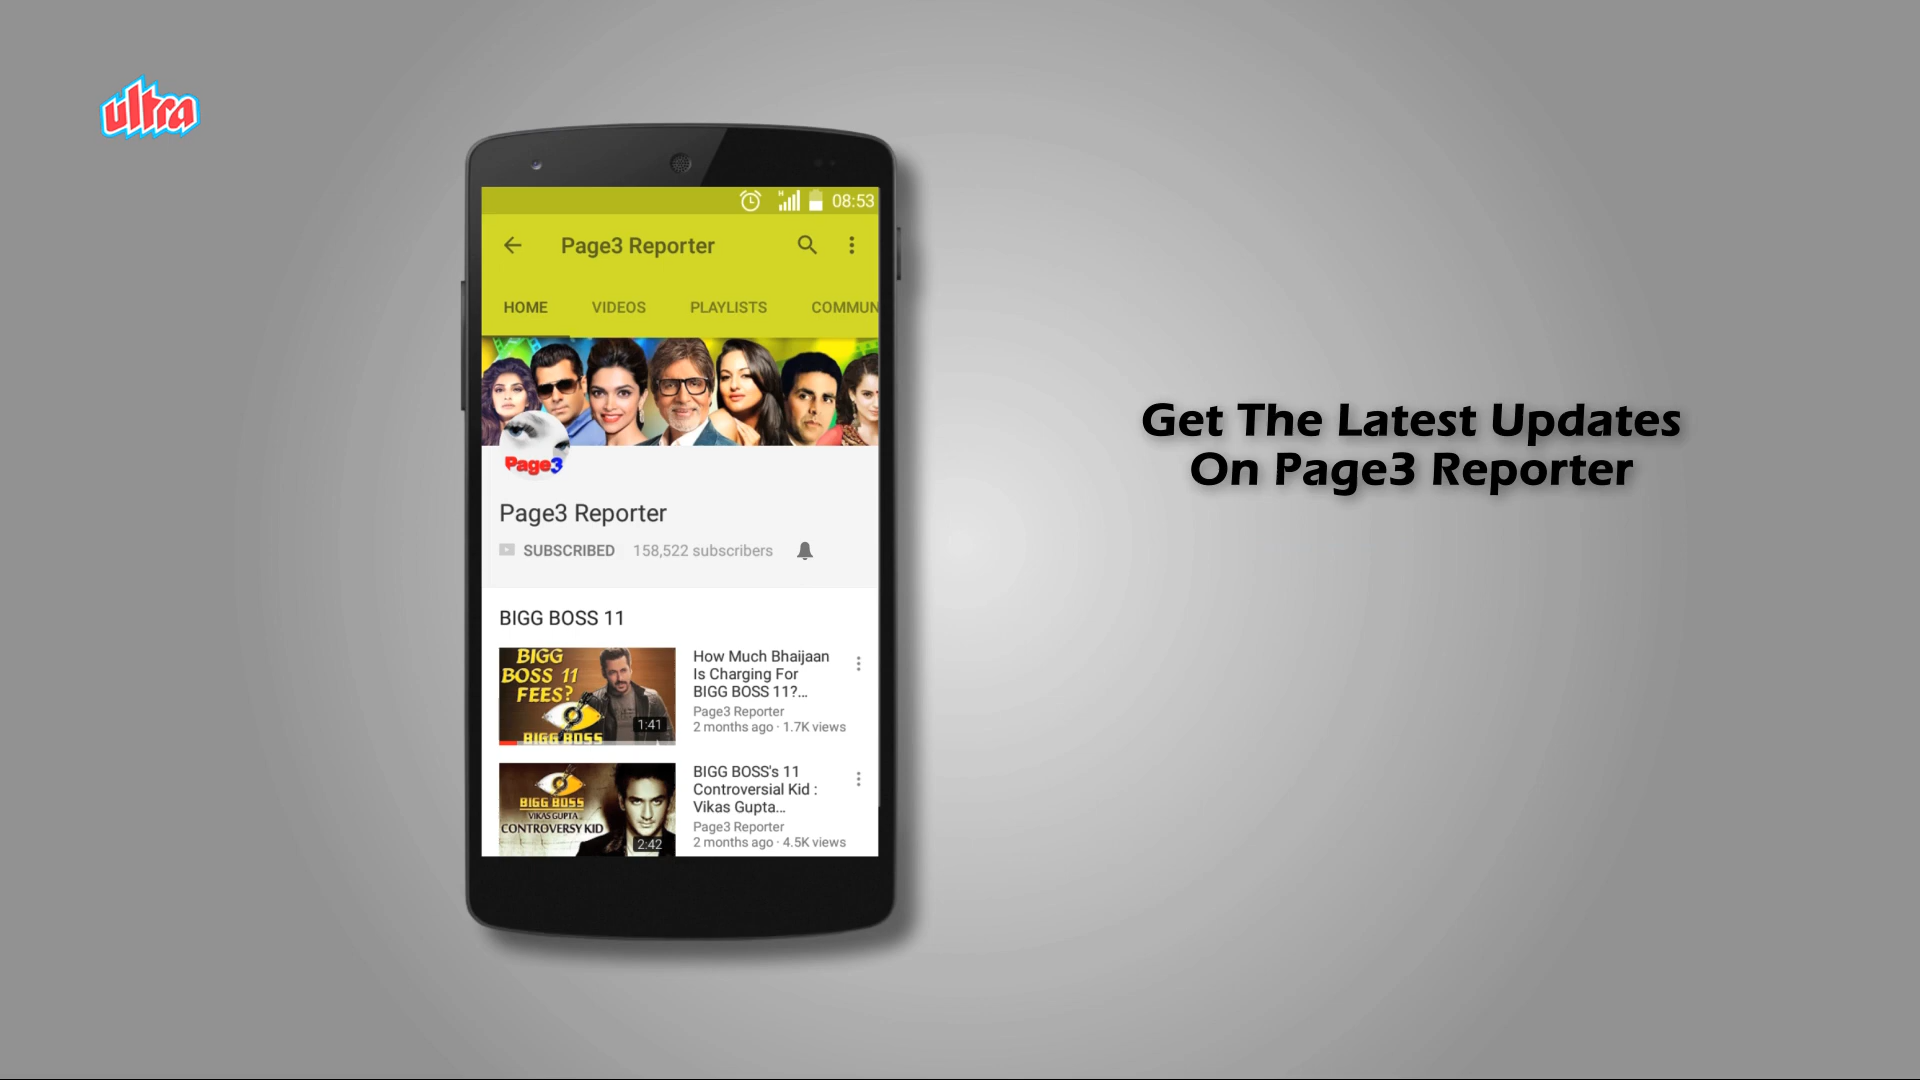 ultra
08:53
Page3 Reporter
HOME VIDEOS PLAYLISTS COMMUN
Page3
Page3 Reporter
SUBSCRIBED 158,522 subscribers
BIGG BOSS 11
BIGG
BOSS 11
FEES?
1:41
BIGG BOSS
How Much Bhaijaan
Is Charging For
BIGG BOSS 11?...
Page3 Reporter
2 months ago · 1.7K views
BIGG BOSS
VIKAS GUPTA
CONTROVERSY KID
2:42
BIGG BOSS's 11
Controversial Kid :
Vikas Gupta...
Page3 Reporter
2 months ago · 4.5K views
Get The Latest Updates
On Page3 Reporter